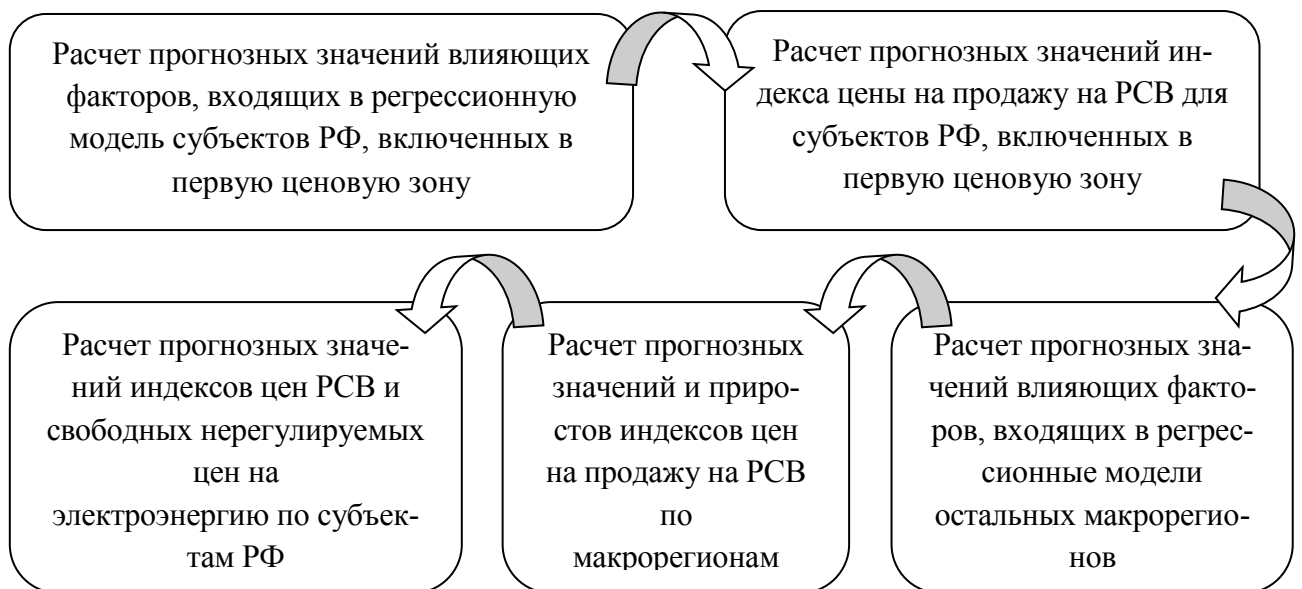 Расчет прогнозных значений влияющих
факторов, входящих в регрессионную
модель субъектов РФ, включенных в
первую ценовую зону
Расчет прогнозных значений ин-
декса цены на продажу на РСВ для
субъектов РФ, включенных в
первую ценовую зону
Расчет прогнозных зна-
чений влияющих факто-
ров, входящих в регрес-
сионные модели
остальных макрорегио-
нов
Расчет прогнозных
значений и приро-
стов индексов цен
на продажу на РСВ
по
макрорегионам
Расчет прогнозных значе-
ний индексов цен РСВ и
свободных нерегулируемых
цен на
электроэнергию по субъек-
там РФ